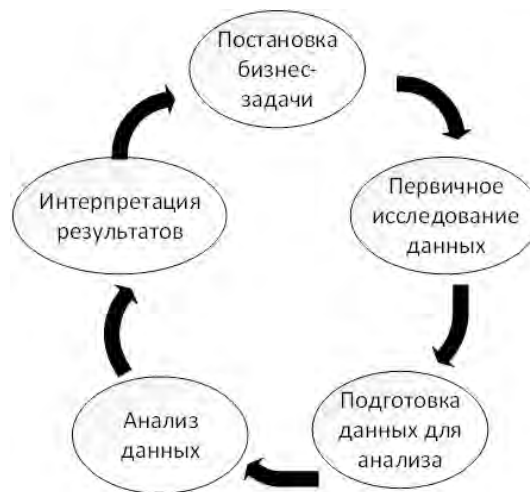 Постановка
бизнес-
задачи
Первичное
исследование
данных
Подготовка
данных для
анализа
Анализ
данных
Интерпретация
результатов